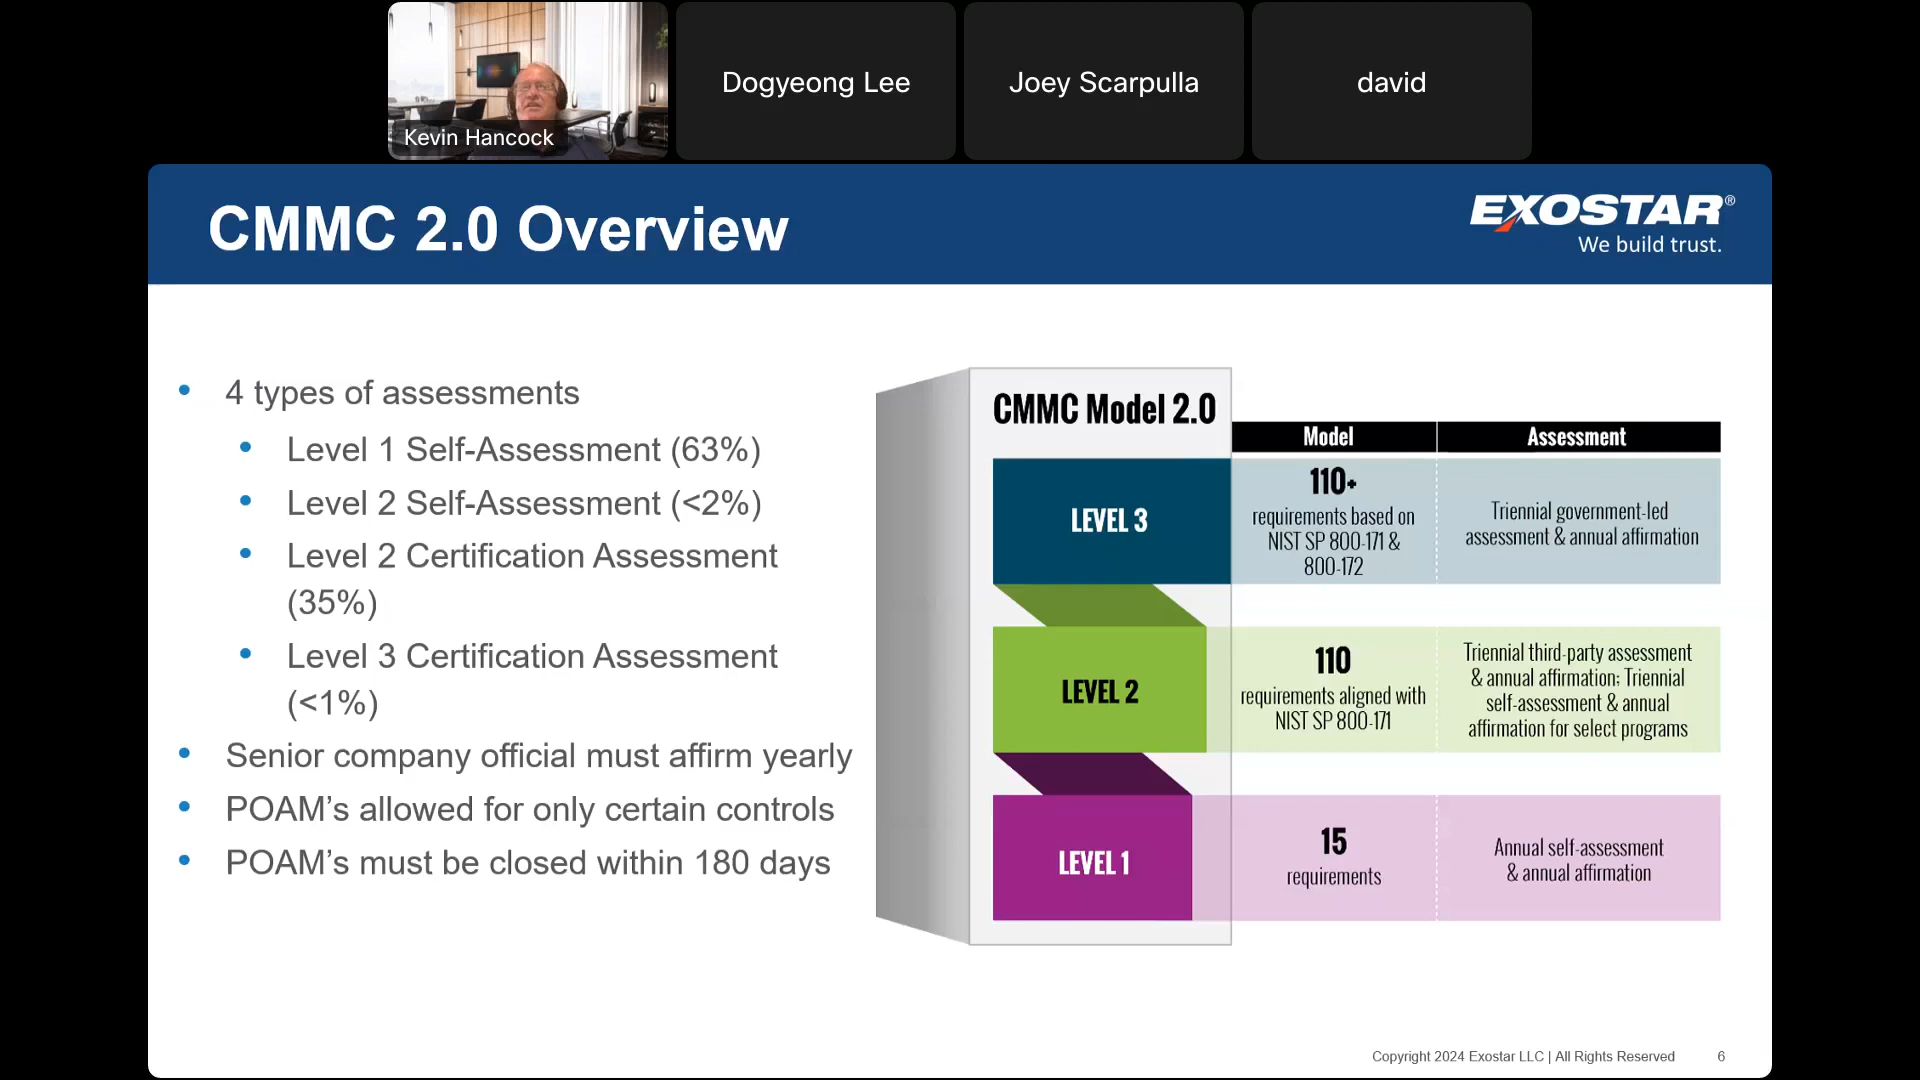 Kevin Hancock
Dogyeong Lee
Joey Scarpulla
david
CMMC 2.0 Overview
EXOSTAR®
We build trust.
• 4 types of assessments
• Level 1 Self-Assessment (63%)
• Level 2 Self-Assessment (<2%)
• Level 2 Certification Assessment
(35%)
• Level 3 Certification Assessment
(<1%)
• Senior company official must affirm yearly
• POAM’s allowed for only certain controls
• POAM’s must be closed within 180 days
CMMC Model 2.0
Model
Assessment
LEVEL 3
110+
requirements based on
NIST SP 800-171 &
800-172
Triennial government-led
assessment & annual affirmation
LEVEL 2
110
requirements aligned with
NIST SP 800-171
Triennial third-party assessment
& annual affirmation; Triennial
self-assessment & annual
affirmation for select programs
LEVEL 1
15
requirements
Annual self-assessment
& annual affirmation
Copyright 2024 Exostar LLC | All Rights Reserved
6